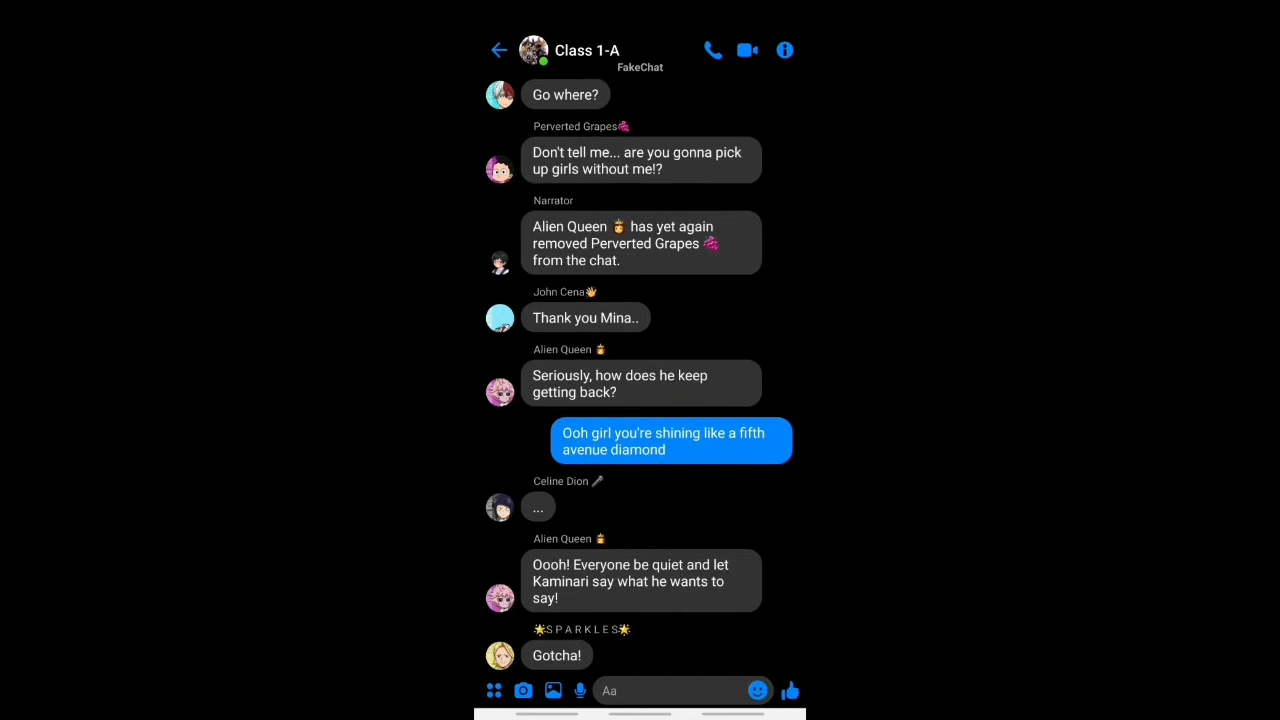 Class 1-A
FakeChat
Go where?
Perverted Grapes🍇
Don't tell me... are you gonna pick
up girls without me!?
Narrator
Alien Queen 👸 has yet again
removed Perverted Grapes 🍇
from the chat.
John Cena👋
Thank you Mina..
Alien Queen 👸
Seriously, how does he keep
getting back?
Ooh girl you're shining like a fifth
avenue diamond
Celine Dion 🎤
...
Alien Queen 👸
Oooh! Everyone be quiet and let
Kaminari say what he wants to
say!
🌟S P A R K L E S🌟
Gotcha!
Aa